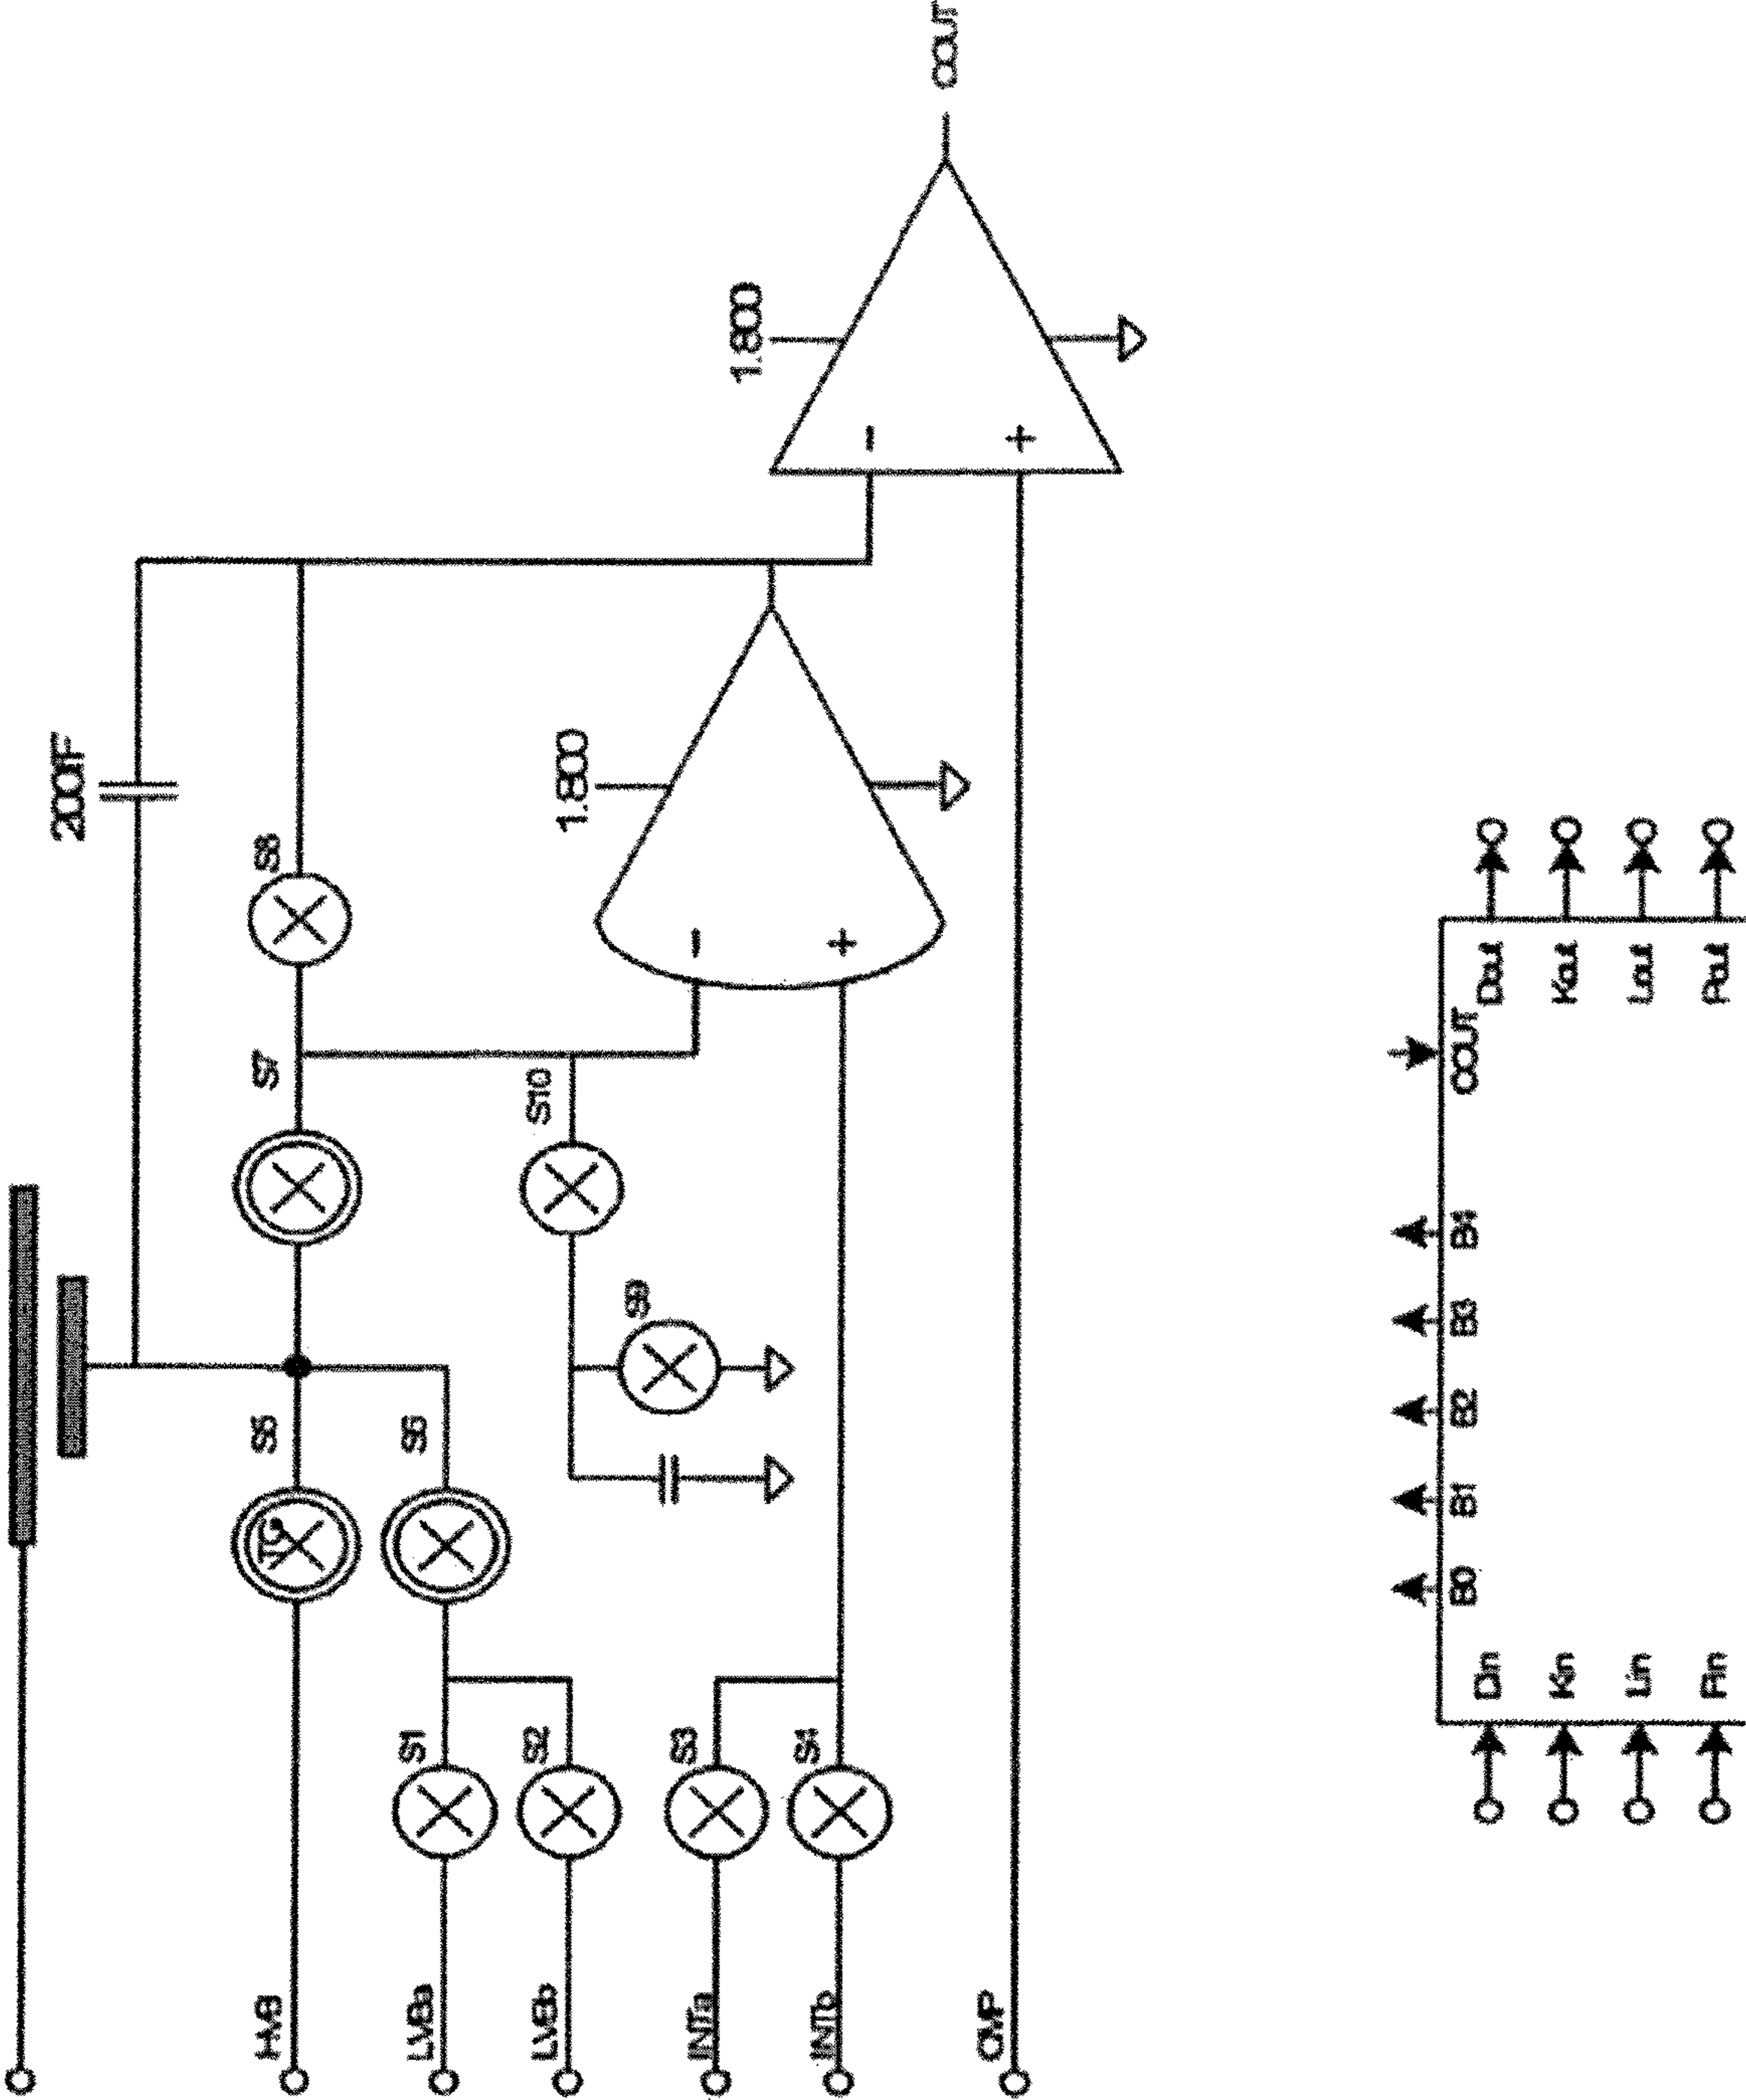 200fF
HVB
S5
TG
S7
S8
LVBa
S1
S6
LVBb
S2
S10
1.800
S9
INTa
S3
-
INTb
S4
+
1.800
-
COUT
CMP
+
B0
B1
B2
B3
B4
COUT
Din
Dout
Kin
Kout
Lin
Lout
Rin
Rout